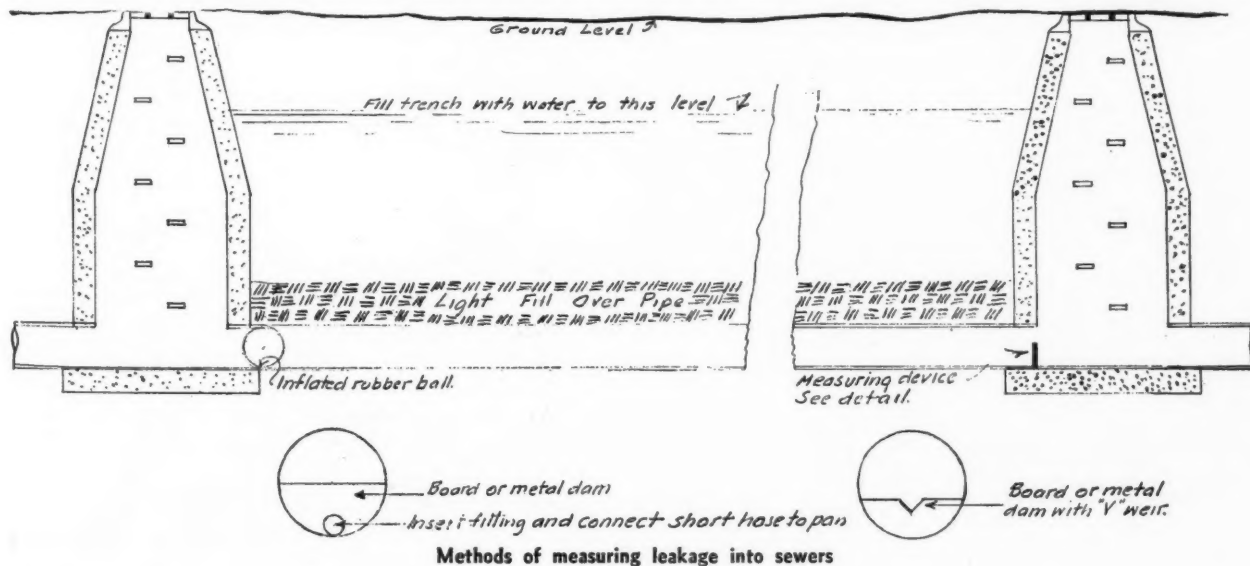 Ground Level
Fill trench with water to this level
Light Fill Over Pipe
Inflated rubber ball.
Measuring device
See detail.
Board or metal dam
Insert fitting and connect short hose to pan
Board or metal
dam with "V" weir.
Methods of measuring leakage into sewers